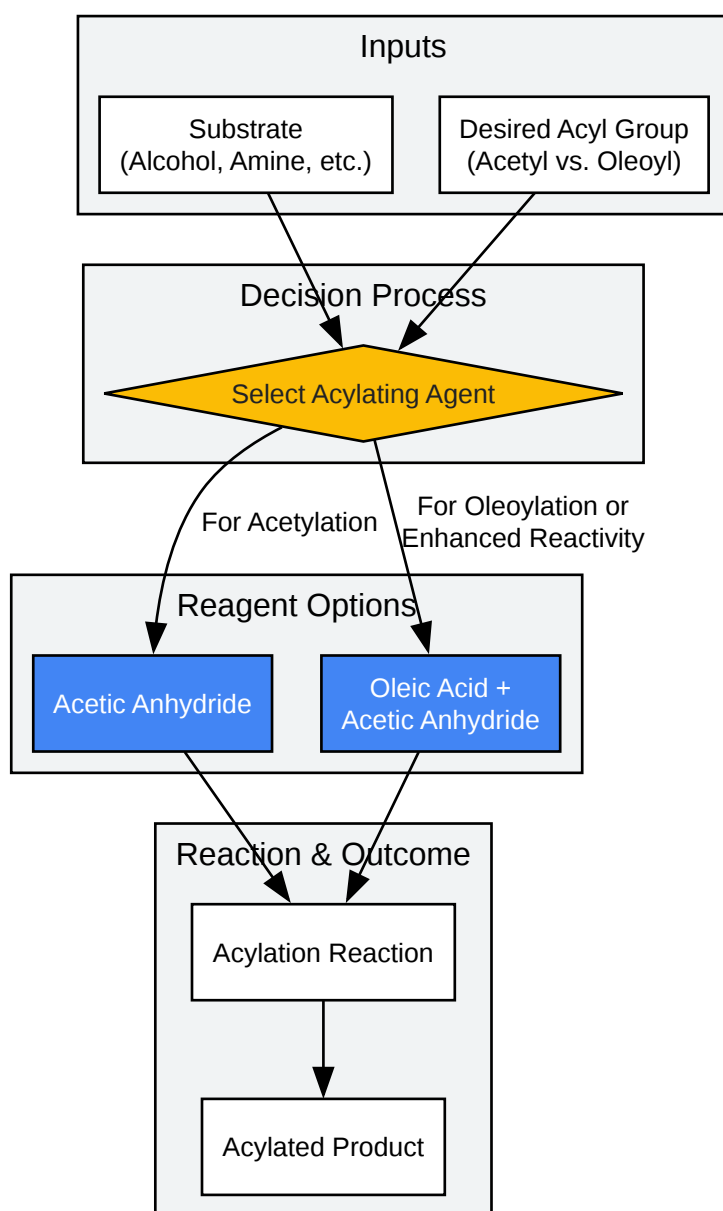 Inputs
Substrate
(Alcohol, Amine, etc.)
Desired Acyl Group
(Acetyl vs. Oleoyl)
Decision Process
Select Acylating Agent
For Acetylation
For Oleoylation or
Enhanced Reactivity
Reagent Options
Acetic Anhydride
Oleic Acid +
Acetic Anhydride
Reaction & Outcome
Acylation Reaction
Acylated Product